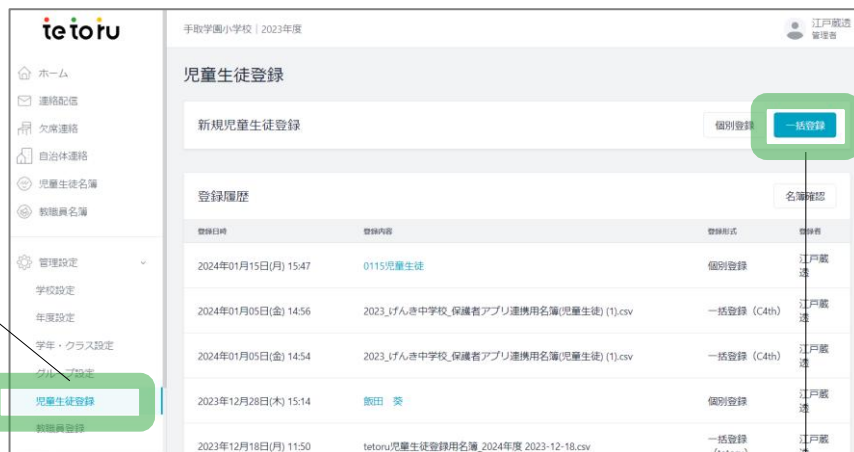 tetoru
手取学園小学校 | 2023年度
江戸蔵透
管理者
ホーム
連絡配信
欠席連絡
自治体連絡
児童生徒名簿
教職員名簿
管理設定
学校設定
年度設定
学年・クラス設定
グループ設定
児童生徒登録
教職員登録
児童生徒登録
新規児童生徒登録
個別登録
一括登録
登録履歴
名簿確認
登録日時 登録内容 登録形式 登録者
2024年01月15日(月) 15:47 0115児童生徒 個別登録 江戸蔵
透
2024年01月05日(金) 14:56 2023_げんき中学校_保護者アプリ連携用名簿(児童生徒) (1).csv 一括登録（C4th） 江戸蔵
透
2024年01月05日(金) 14:54 2023_げんき中学校_保護者アプリ連携用名簿(児童生徒) (1).csv 一括登録（C4th） 江戸蔵
透
2023年12月28日(木) 15:14 飯田　葵 個別登録 江戸蔵
透
2023年12月18日(月) 11:50 tetoru児童生徒登録用名簿_2024年度 2023-12-18.csv 一括登録 江戸蔵